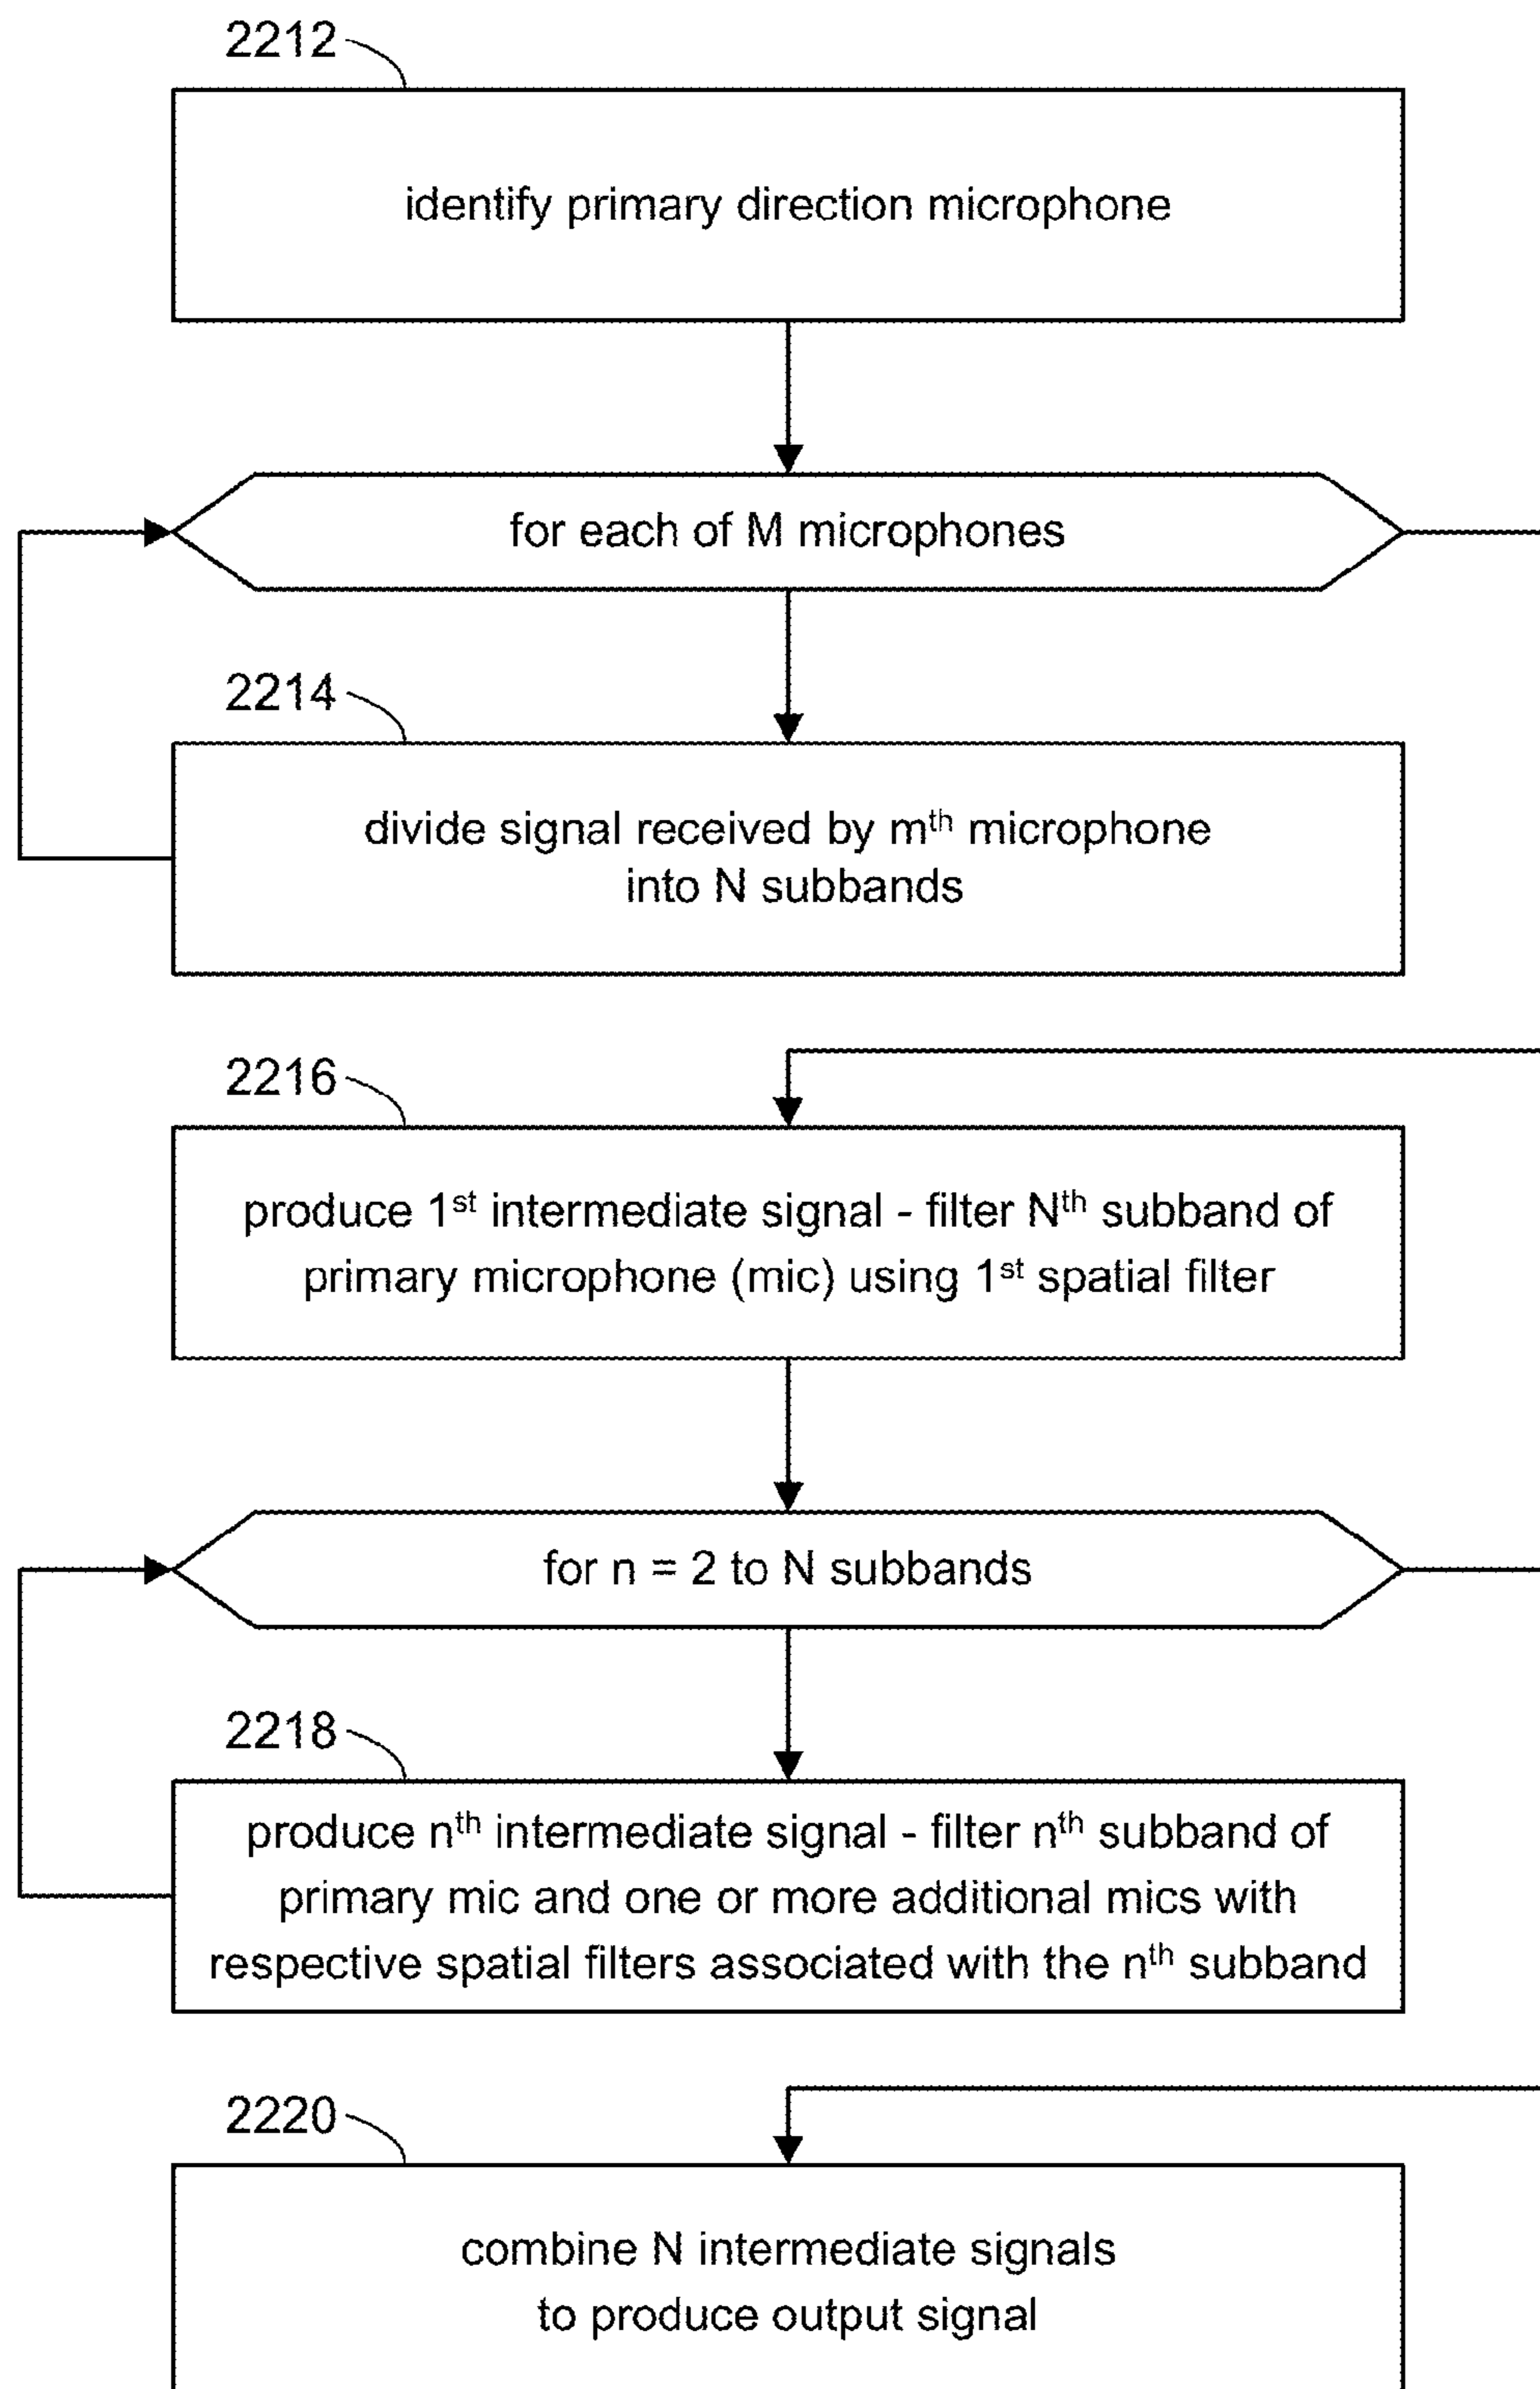 2212
identify primary direction microphone
for each of M microphones
2214
divide signal received by mth microphone
into N subbands
2216
produce 1st intermediate signal - filter Nth subband of
primary microphone (mic) using 1st spatial filter
for n = 2 to N subbands
2218
produce nth intermediate signal - filter nth subband of
primary mic and one or more additional mics with
respective spatial filters associated with the nth subband
2220
combine N intermediate signals
to produce output signal